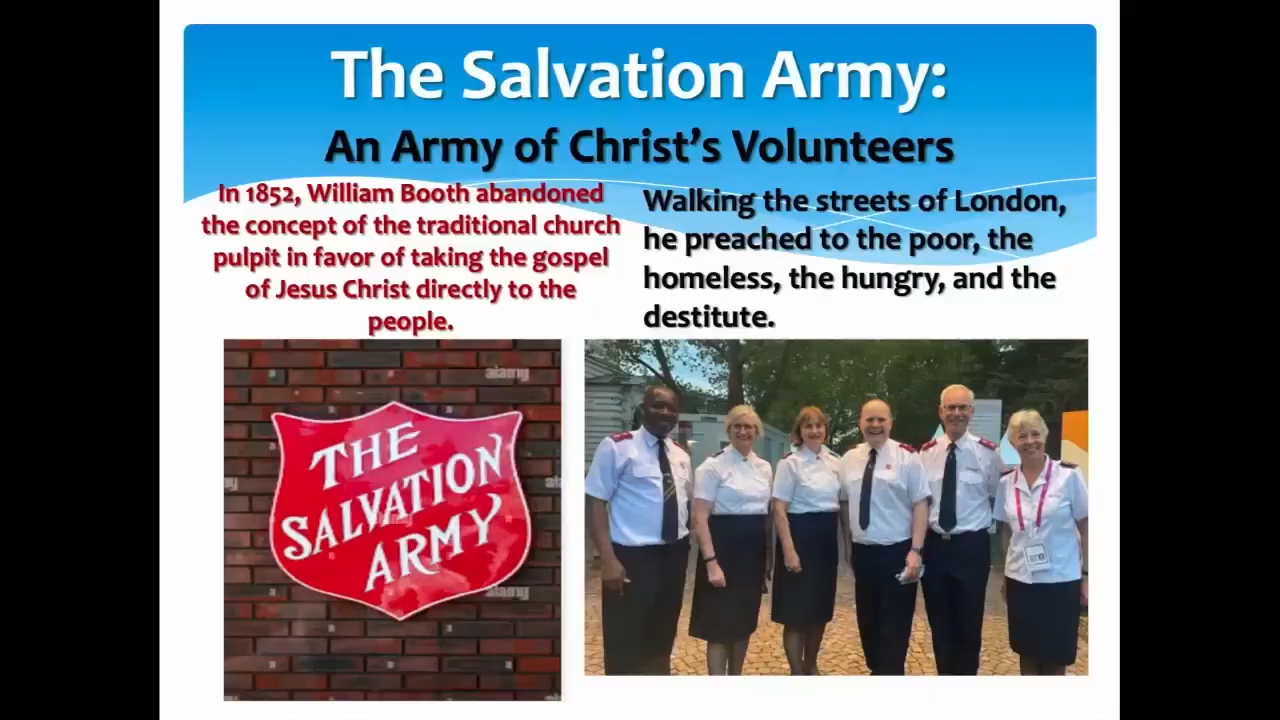 The Salvation Army:
An Army of Christ's Volunteers
In 1852, William Booth abandoned
the concept of the traditional church
pulpit in favor of taking the gospel
of Jesus Christ directly to the
people.
Walking the streets of London,
he preached to the poor, the
homeless, the hungry, and the
destitute.
alamy
THE
SALVATION
ARMY
alamy